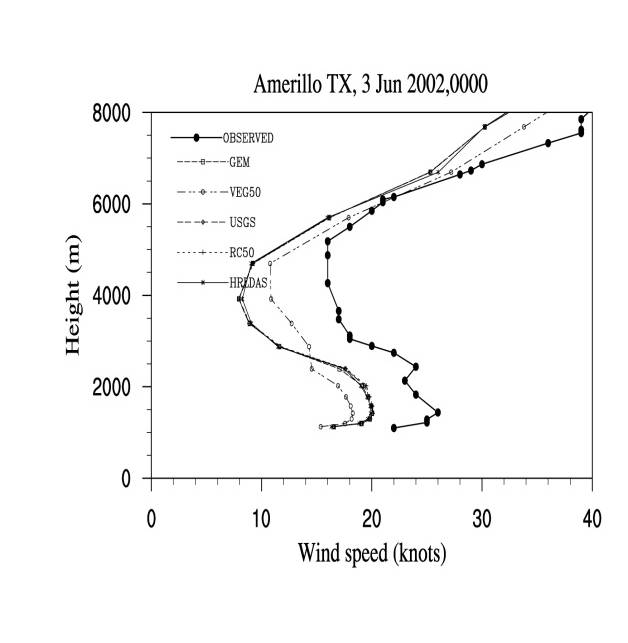 Amerillo TX, 3 Jun 2002,0000
8000
6000
4000
2000
0
Height (m)
OBSERVED
GEM
VEG50
USGS
RC50
HRLDAS
0 10 20 30 40
Wind speed (knots)